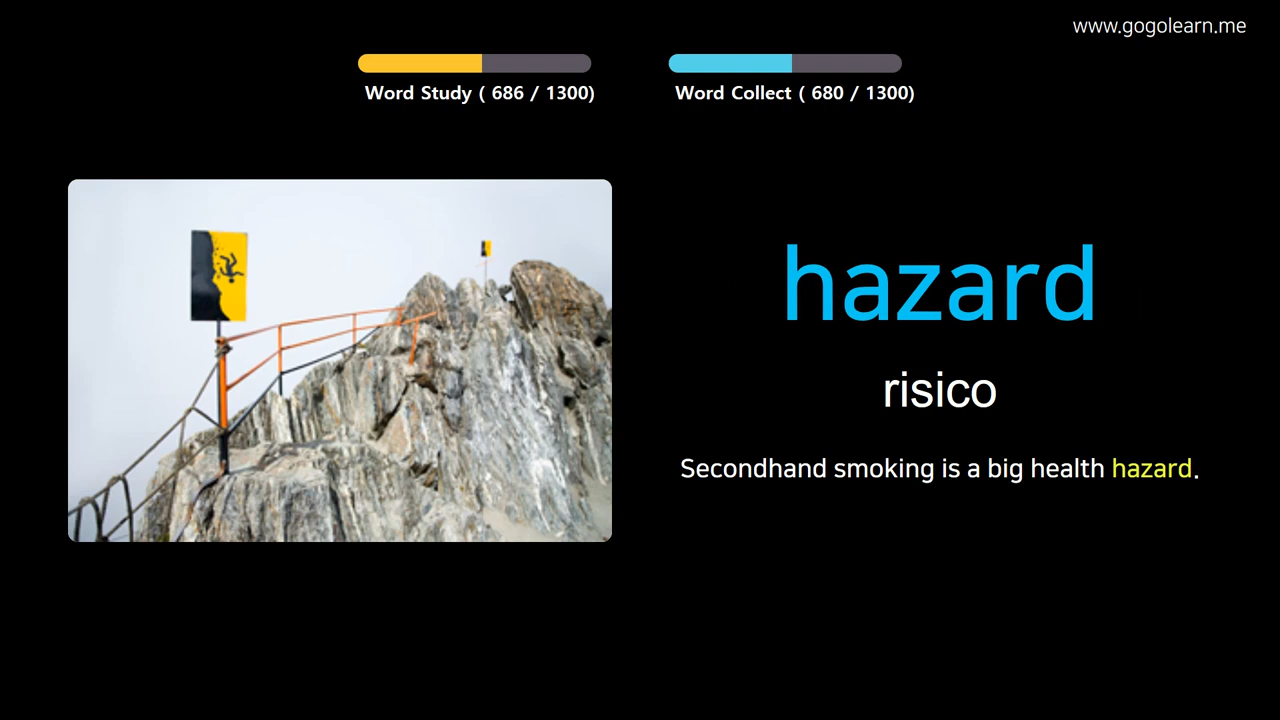 www.gogolearn.me
Word Study ( 686 / 1300)
Word Collect ( 680 / 1300)
hazard
risico
Secondhand smoking is a big health hazard.